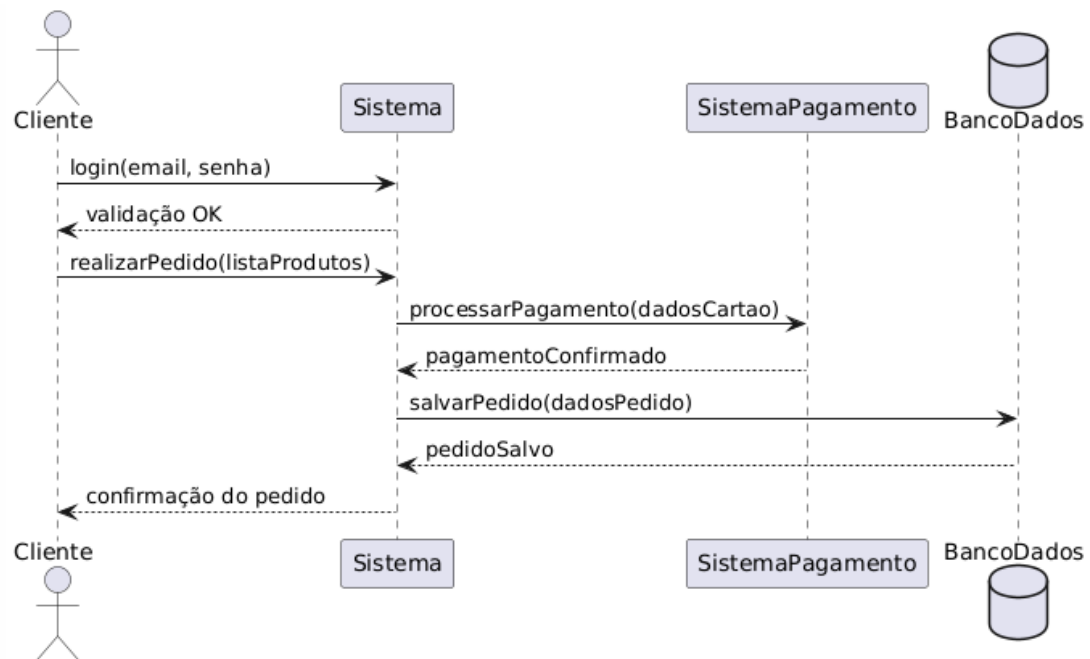 Cliente
Sistema
SistemaPagamento
BancoDados
login(email, senha)
validação OK
realizarPedido(listaProdutos)
processarPagamento(dadosCartao)
pagamentoConfirmado
salvarPedido(dadosPedido)
pedidoSalvo
confirmação do pedido
Cliente
Sistema
SistemaPagamento
BancoDados